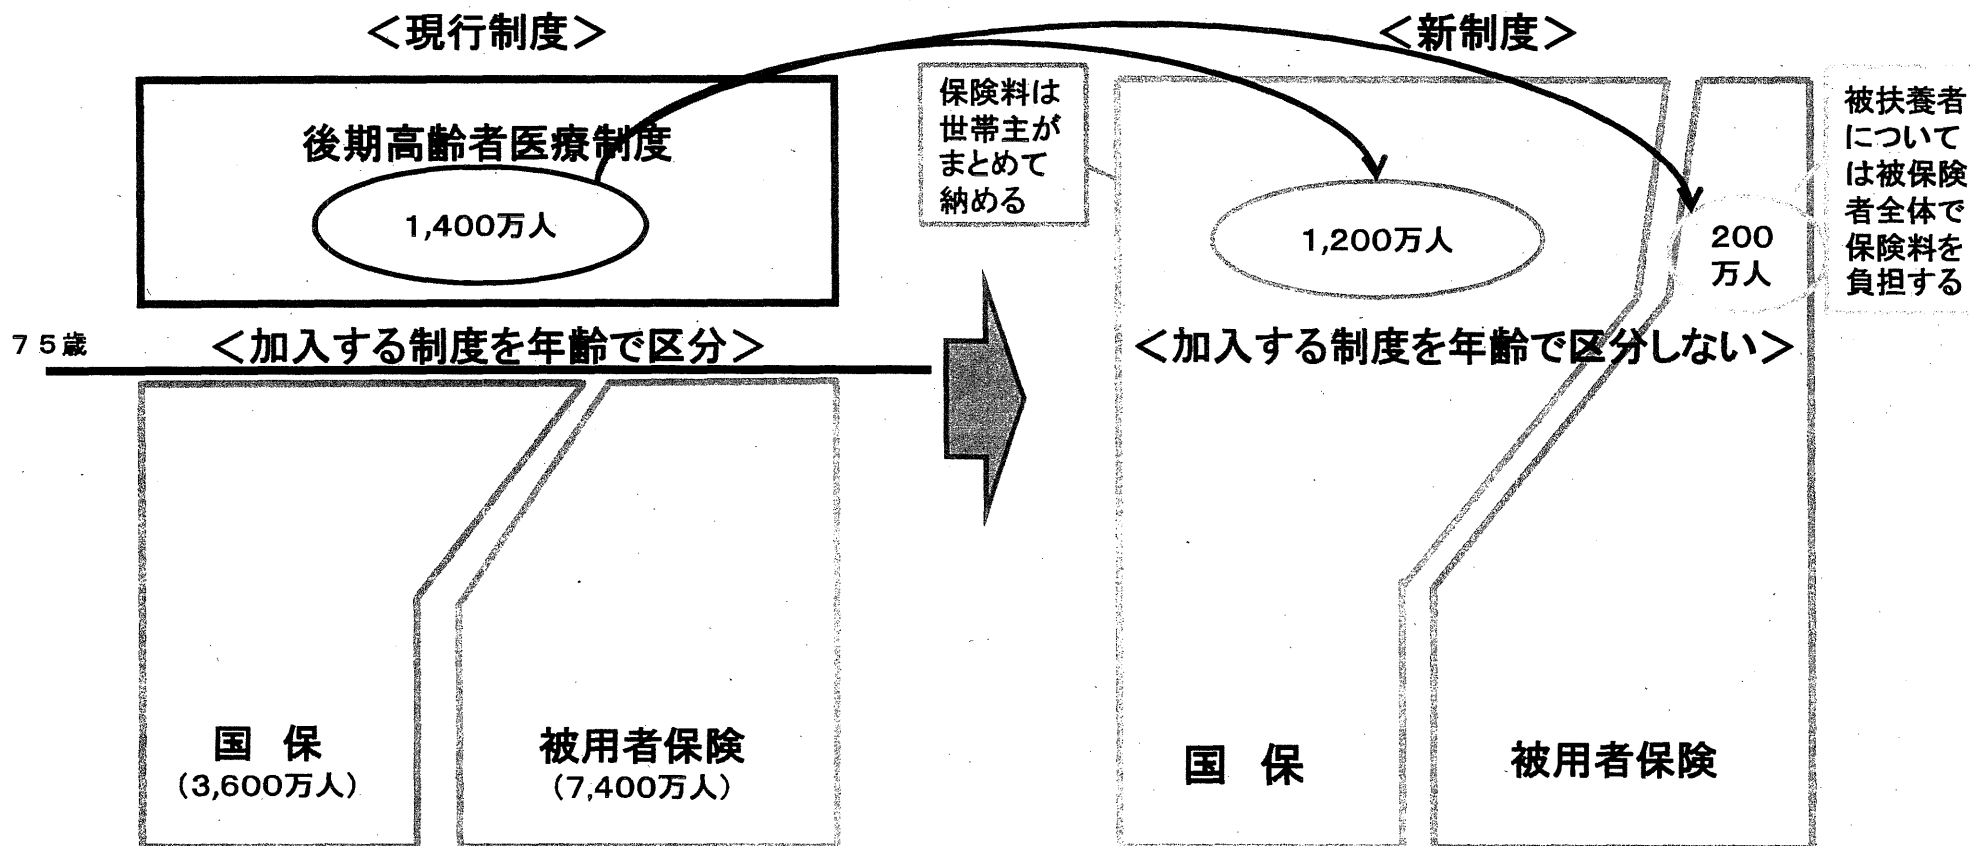 ＜現行制度＞
後期高齢者医療制度
1,400万人
75歳
＜加入する制度を年齢で区分＞
国 保
(3,600万人)
被用者保険
(7,400万人)
＜新制度＞
保険料は
世帯主が
まとめて
納める
1,200万人
200
万人
被扶養者
について
は被保険
者全体で
保険料を
負担する
＜加入する制度を年齢で区分しない＞
国 保
被用者保険